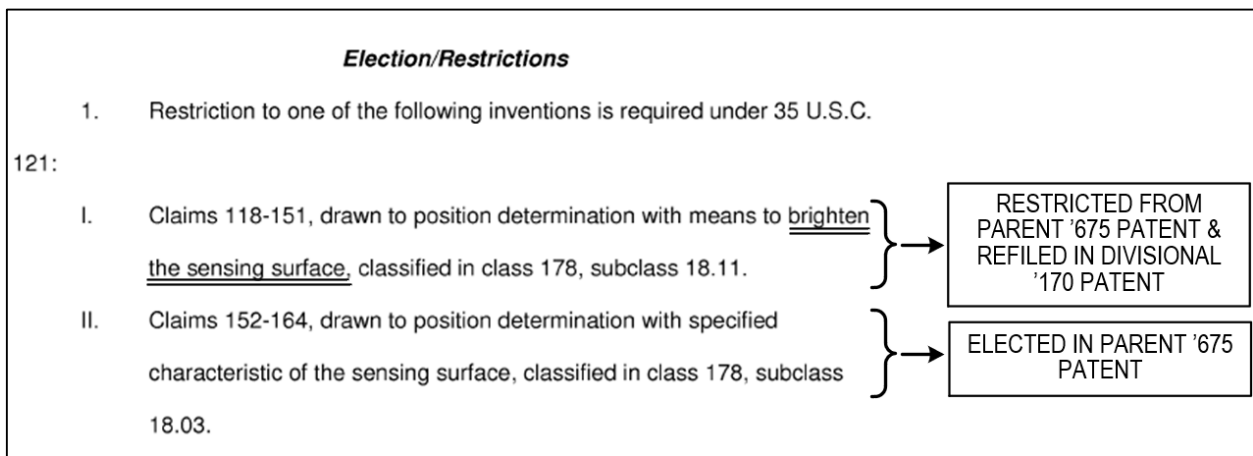 Election/Restrictions
1. Restriction to one of the following inventions is required under 35 U.S.C.
121:
I. Claims 118-151, drawn to position determination with means to brighten
the sensing surface, classified in class 178, subclass 18.11.
RESTRICTED FROM
PARENT ’675 PATENT &
REFILED IN DIVISIONAL
’170 PATENT
II. Claims 152-164, drawn to position determination with specified
characteristic of the sensing surface, classified in class 178, subclass
18.03.
ELECTED IN PARENT ’675
PATENT